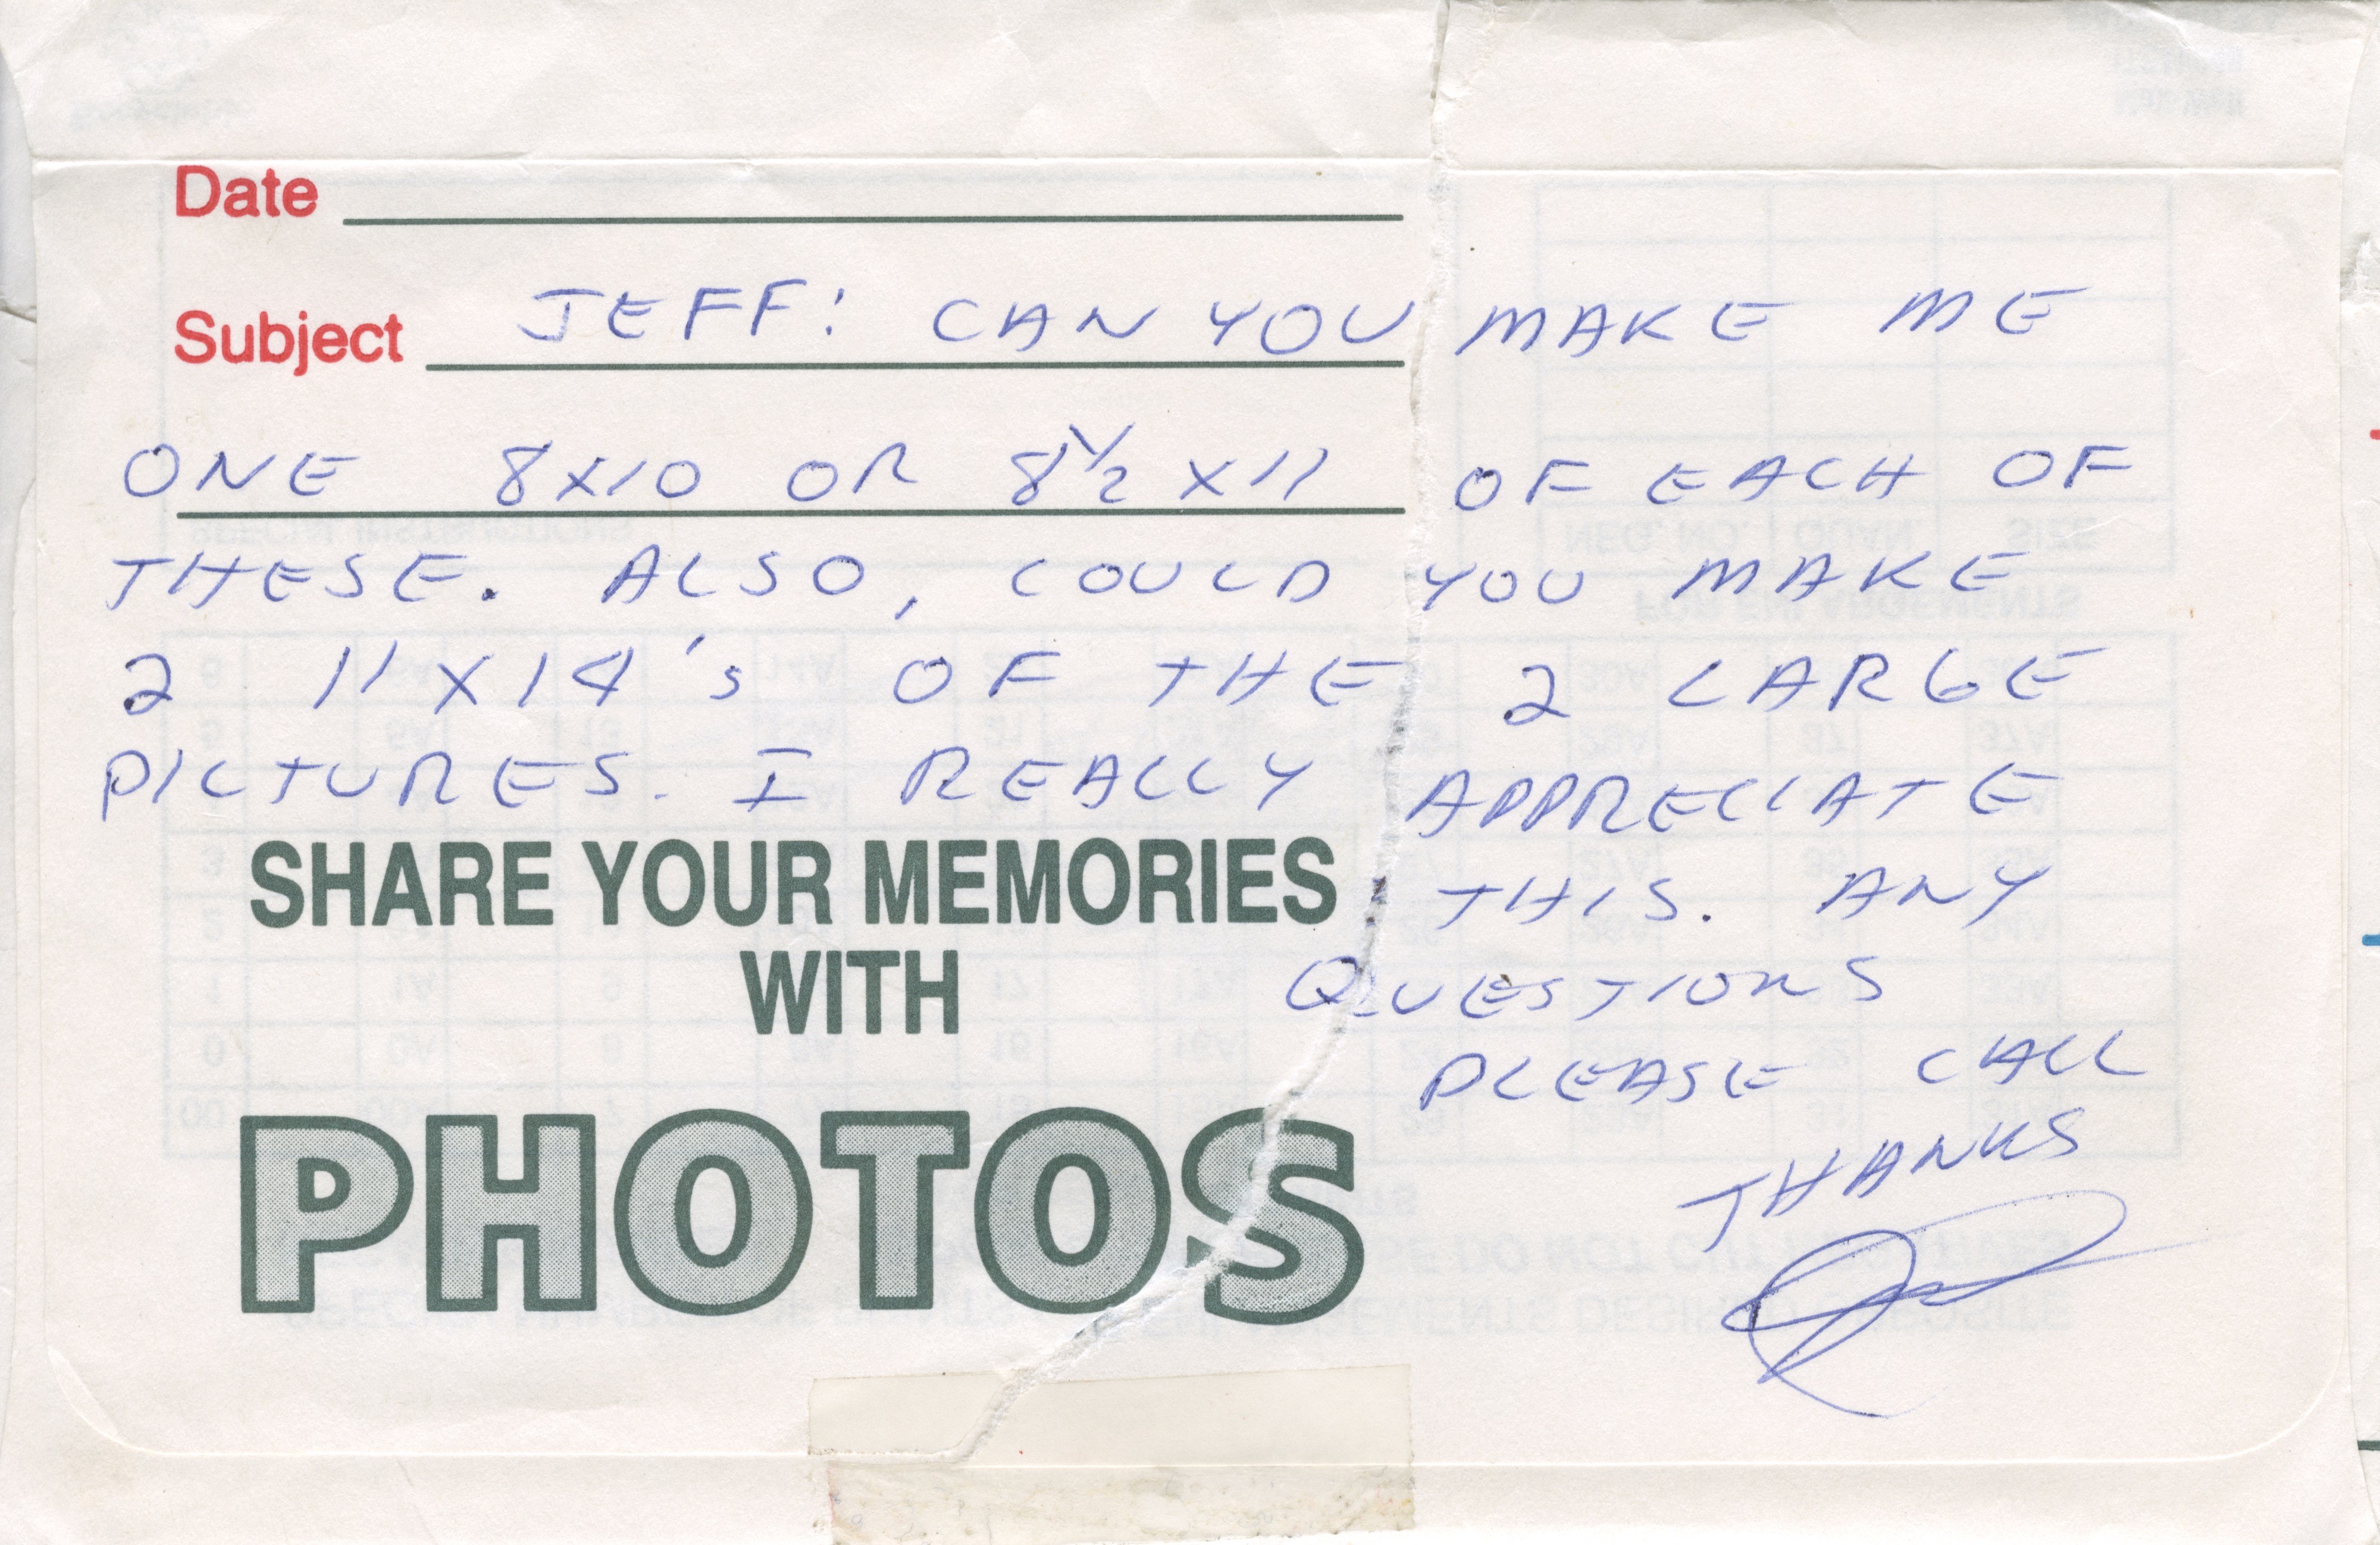 Date
Subject JEFF: CAN YOU MAKE ME
ONE 8X10 OR 8½ X 11 OF EACH OF
THESE. ALSO, COULD YOU MAKE
2 11X14's OF THE 2 LARGE
PICTURES. I REALLY APPRECIATE
THIS. ANY
QUESTIONS
PLEASE CALL
THANKS
SHARE YOUR MEMORIES
WITH
PHOTOS